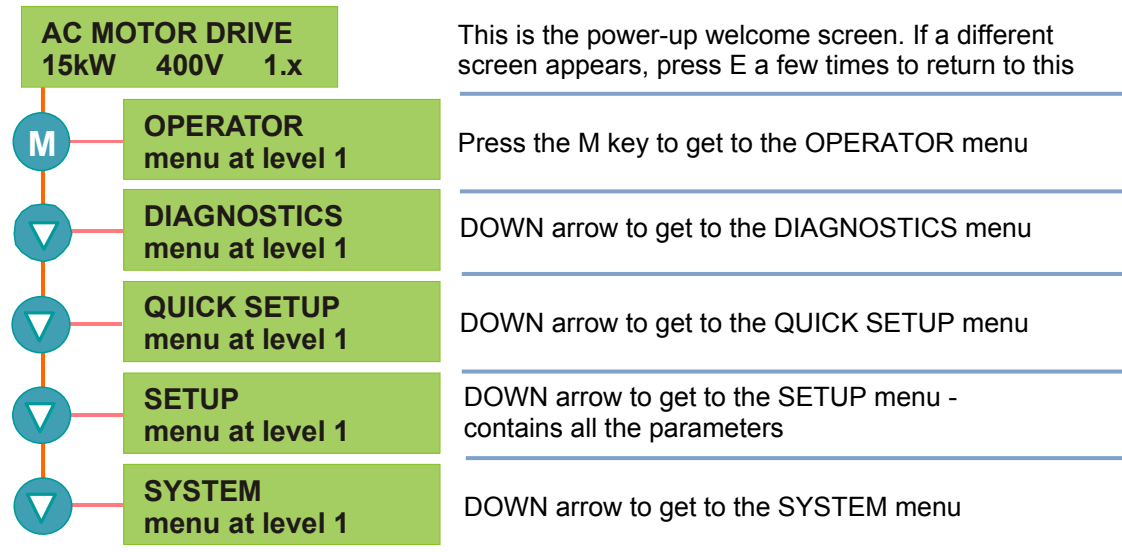 AC MOTOR DRIVE
15kW 400V 1.x
This is the power-up welcome screen. If a different
screen appears, press E a few times to return to this
M
OPERATOR
menu at level 1
Press the M key to get to the OPERATOR menu
DIAGNOSTICS
menu at level 1
DOWN arrow to get to the DIAGNOSTICS menu
QUICK SETUP
menu at level 1
DOWN arrow to get to the QUICK SETUP menu
SETUP
menu at level 1
DOWN arrow to get to the SETUP menu -
contains all the parameters
SYSTEM
menu at level 1
DOWN arrow to get to the SYSTEM menu